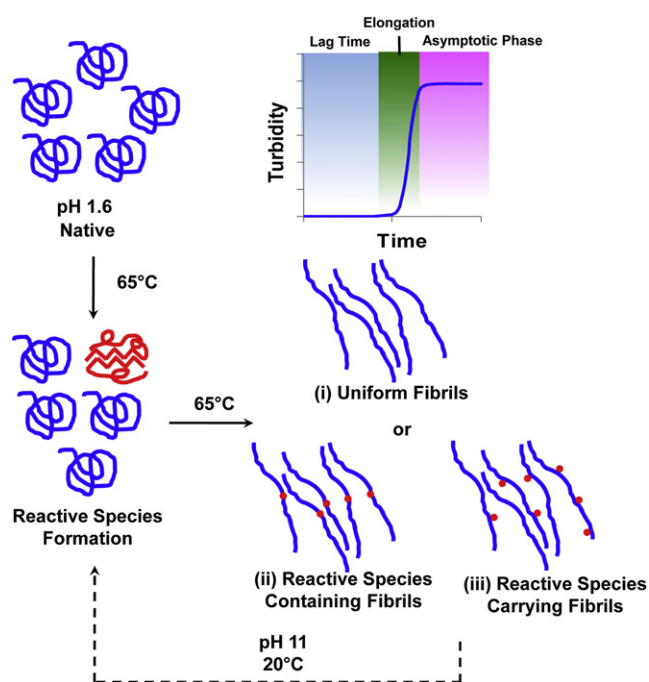 Elongation
Lag Time
Asymptotic Phase
Turbidity
Time
pH 1.6
Native
65°C
65°C
Reactive Species
Formation
(i) Uniform Fibrils
or
(ii) Reactive Species
Containing Fibrils
(iii) Reactive Species
Carrying Fibrils
pH 11
20°C